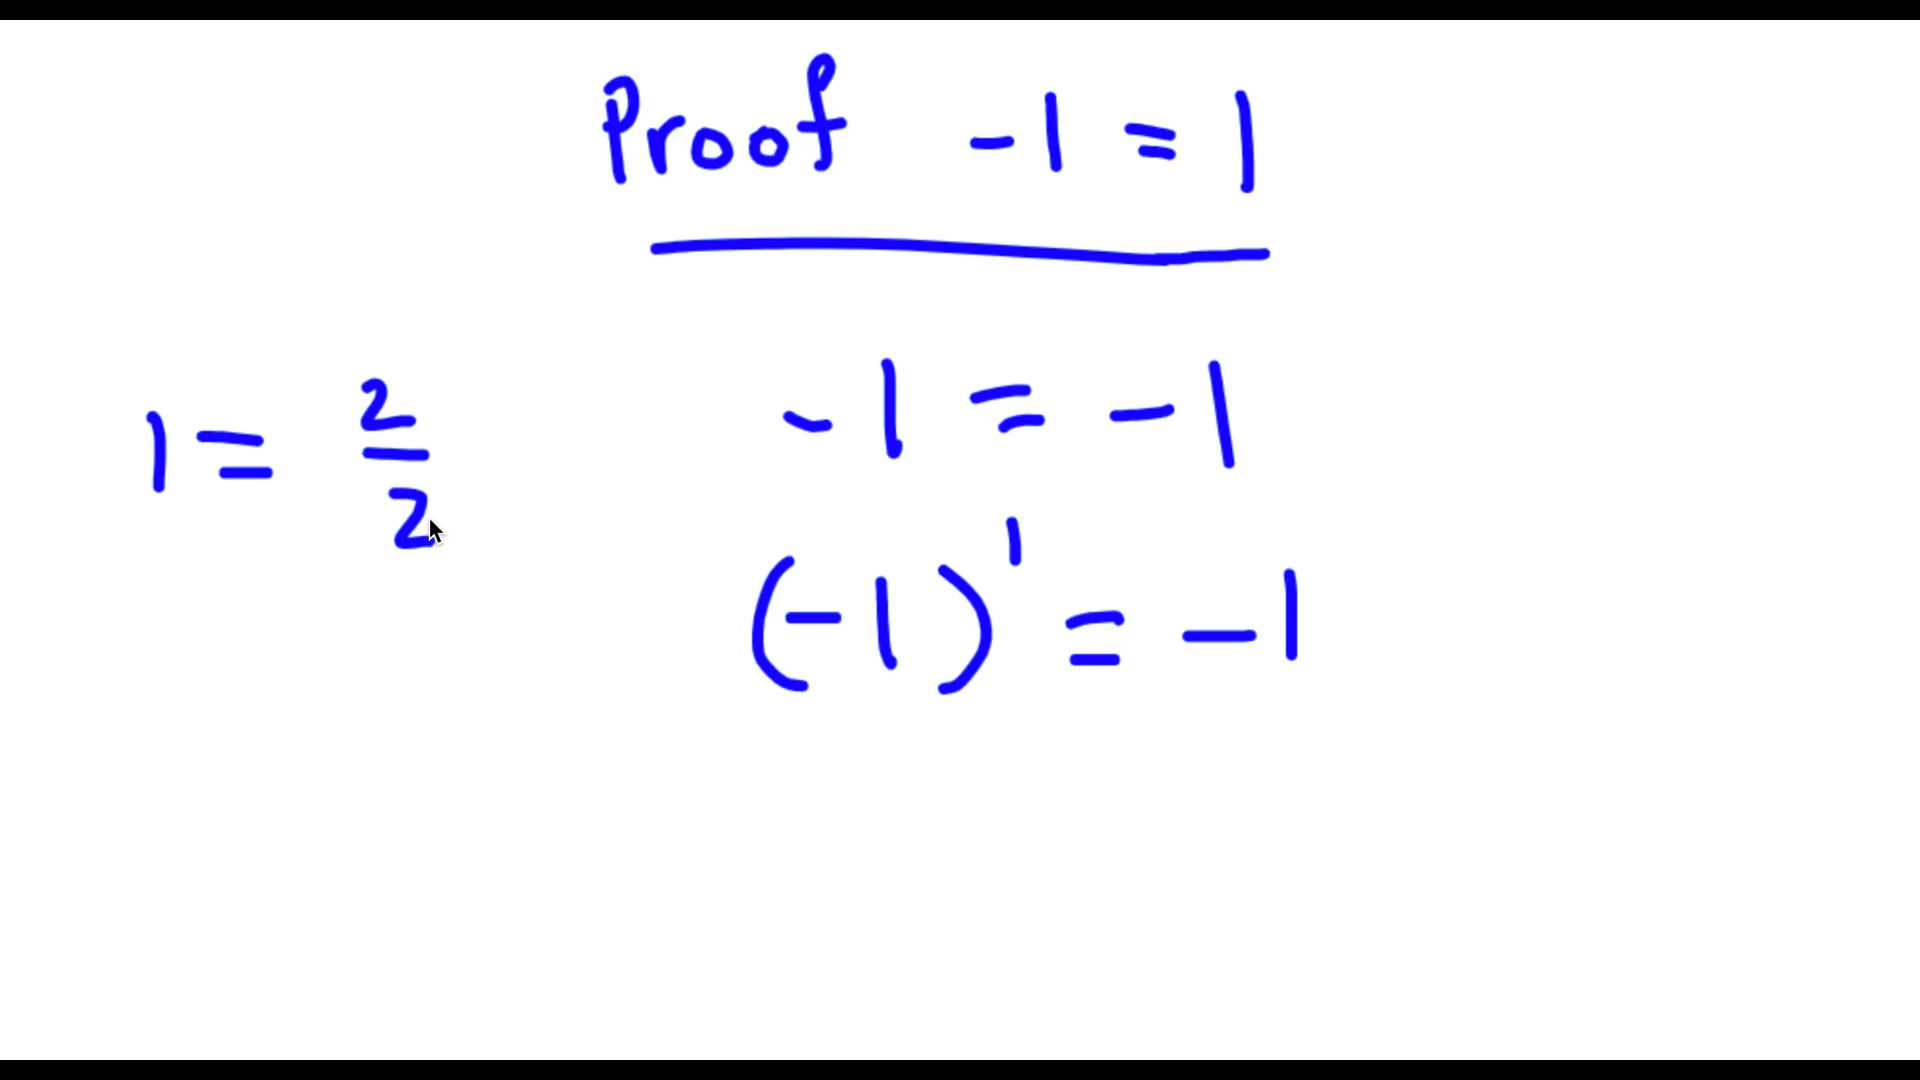 Proof -1 = 1
-1 = -1
1 = 2/2
(-1)^1 = -1